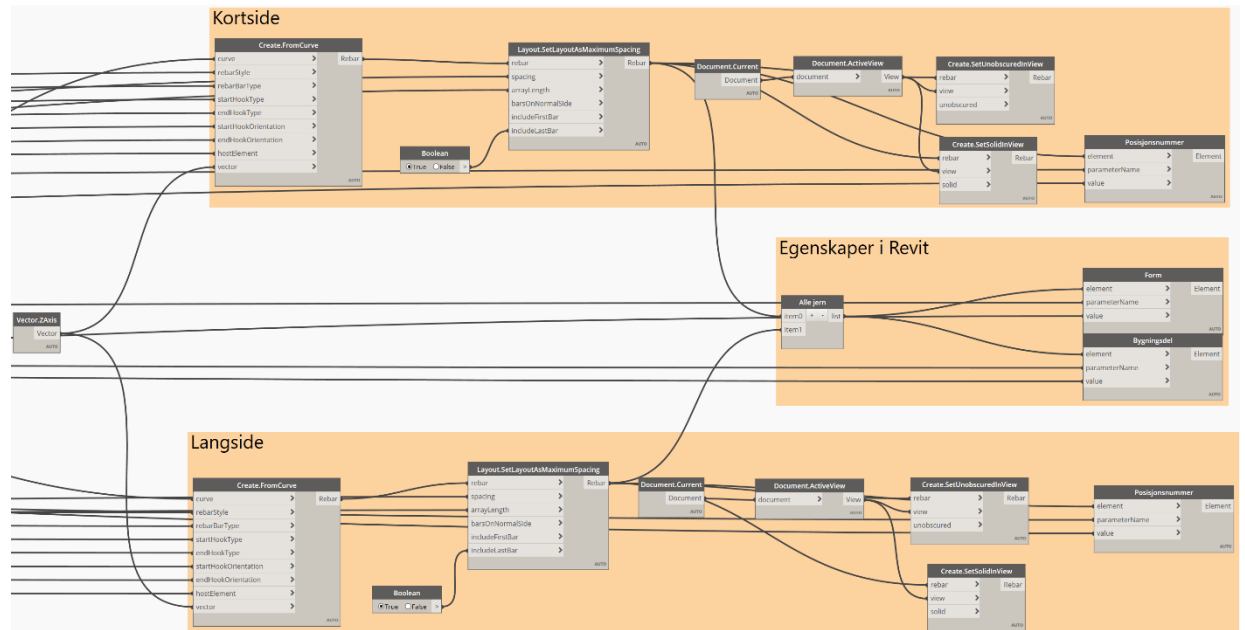 Kortside
Create.FromCurve
curve > Rebar
rebarStyle >
rebarBarType >
startHookType >
endHookType >
startHookOrientation >
endHookOrientation >
hostElement >
vector >
AUTO
Layout.SetLayoutAsMaximumSpacing
rebar > Rebar
spacing >
arrayLength >
barsOnNormalSide >
includeFirstBar >
includeLastBar >
AUTO
Boolean
True False >
Document.Current
Document
AUTO
Document.ActiveView
document > View
AUTO
Create.SetUnobscuredInView
rebar > Rebar
view >
unobscured >
AUTO
Create.SetSolidInView
rebar > Rebar
view >
solid >
AUTO
Posisjonsnummer
element > Element
parameterName >
value >
AUTO
Egenskaper i Revit
Vector.ZAxis
Vector
AUTO
Alle jern
item0 + - list
item1
AUTO
Form
element > Element
parameterName >
value >
AUTO
Bygningsdel
element > Element
parameterName >
value >
AUTO
Langside
Create.FromCurve
curve > Rebar
rebarStyle >
rebarBarType >
startHookType >
endHookType >
startHookOrientation >
endHookOrientation >
hostElement >
vector >
AUTO
Layout.SetLayoutAsMaximumSpacing
rebar > Rebar
spacing >
arrayLength >
barsOnNormalSide >
includeFirstBar >
includeLastBar >
AUTO
Boolean
True False >
Document.Current
Document
AUTO
Document.ActiveView
document > View
AUTO
Create.SetUnobscuredInView
rebar > Rebar
view >
unobscured >
AUTO
Create.SetSolidInView
rebar > Rebar
view >
solid >
AUTO
Posisjonsnummer
element > Element
parameterName >
value >
AUTO